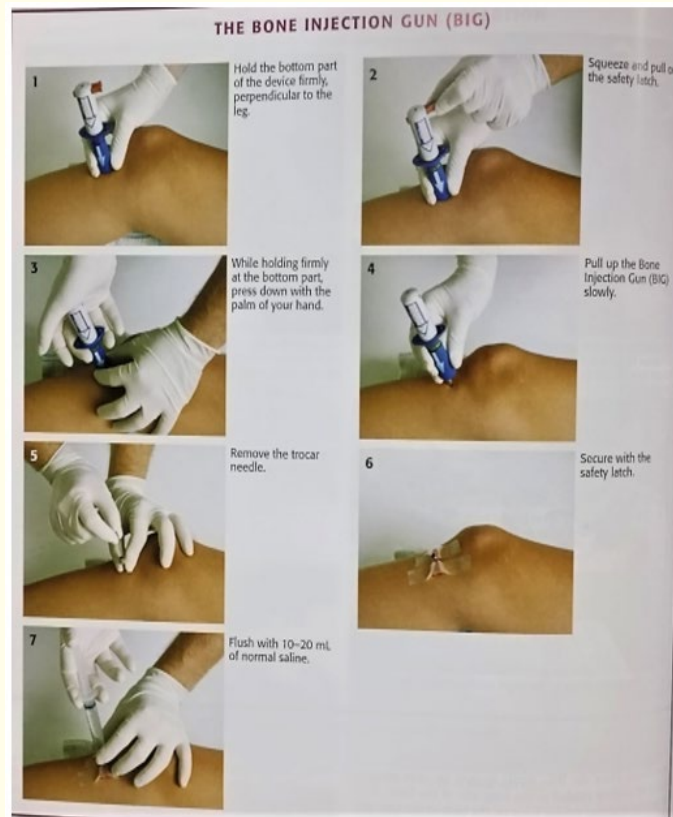 THE BONE INJECTION GUN (BIG)
1
Hold the bottom part
of the device firmly,
perpendicular to the
leg.
2
Squeeze and pull o
the safety latch.
3
While holding firmly
at the bottom part,
press down with the
palm of your hand.
4
Pull up the Bone
Injection Gun (BIG)
slowly.
5
Remove the trocar
needle.
6
Secure with the
safety latch.
7
Flush with 10–20 mL
of normal saline.